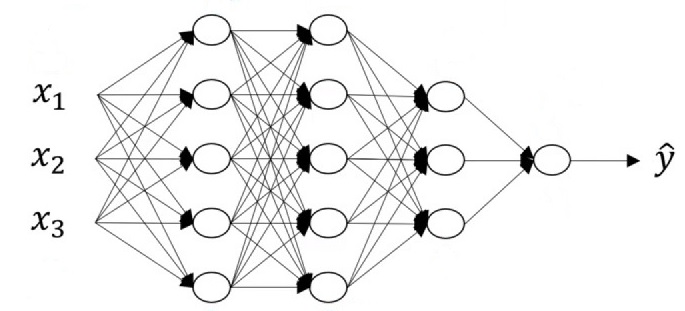 x₁
x₂ ŷ
x₃